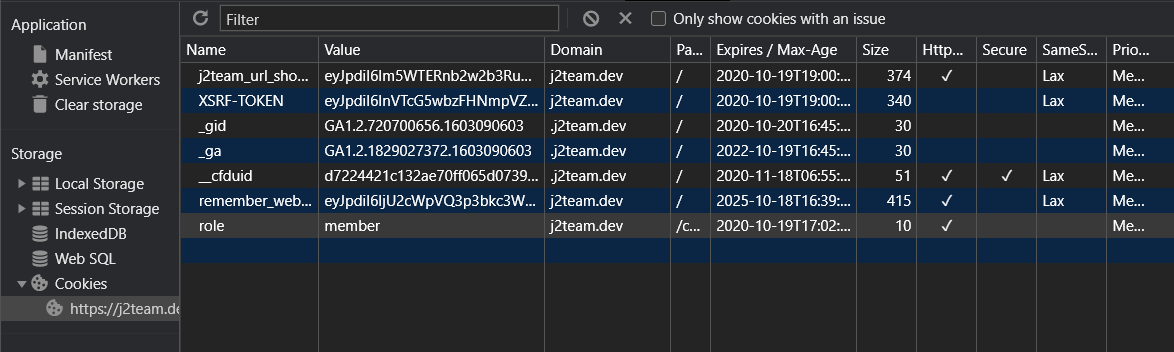 Application
Manifest
Service Workers
Clear storage
Storage
Local Storage
Session Storage
IndexedDB
Web SQL
Cookies
https://j2team.de
Filter Only show cookies with an issue
Name Value Domain Pa... Expires / Max-Age Size Http... Secure SameS... Prio...
j2team_url_sho... eyJpdiI6Im5WTERnb2w2b3Ru... j2team.dev / 2020-10-19T19:00:... 374 ✓ Lax Me...
XSRF-TOKEN eyJpdiI6InVTcG5wbzFHNmpVZ... j2team.dev / 2020-10-19T19:00:... 340 Lax Me...
_gid GA1.2.720700656.1603090603 .j2team.dev / 2020-10-20T16:45:... 30 Me...
_ga GA1.2.1829027372.1603090603 .j2team.dev / 2022-10-19T16:45:... 30 Me...
__cfduid d7224421c132ae70ff065d0739... .j2team.dev / 2020-11-18T06:55:... 51 ✓ ✓ Lax Me...
remember_web... eyJpdiI6IjU2cWpVQ3p3bkc3W... j2team.dev / 2025-10-18T16:39:... 415 ✓ Lax Me...
role member j2team.dev /c... 2020-10-19T17:02:... 10 ✓ Me...